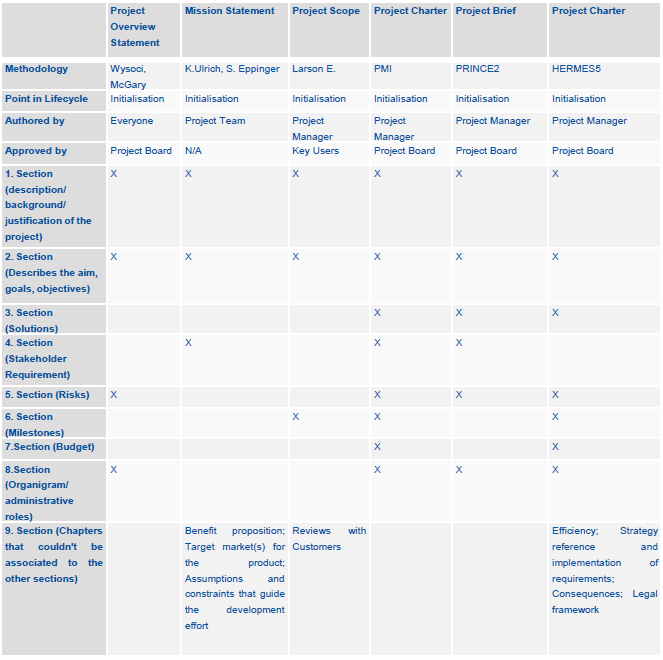 Project Overview Statement
Mission Statement
Project Scope
Project Charter
Project Brief
Project Charter
Methodology
Wysoci, McGary
K.Ulrich, S. Eppinger
Larson E.
PMI
PRINCE2
HERMES5
Point in Lifecycle
Initialisation
Initialisation
Initialisation
Initialisation
Initialisation
Initialisation
Authored by
Everyone
Project Team
Project Manager
Project Manager
Project Manager
Project Manager
Approved by
Project Board
N/A
Key Users
Project Board
Project Board
Project Board
1. Section
(description/
background/
justification of the
project)
X
X
X
X
X
X
2. Section
(Describes the aim,
goals, objectives)
X
X
X
X
X
X
3. Section
(Solutions)
X
X
X
4. Section
(Stakeholder
Requirement)
X
X
X
5. Section (Risks)
X
X
X
X
6. Section
(Milestones)
X
X
X
7.Section (Budget)
X
X
8.Section
(Organigram/
administrative
roles)
X
X
X
X
9. Section (Chapters
that couldn't be
associated to the
other sections)
Benefit proposition;
Target market(s) for
the product;
Assumptions and
constraints that guide
the development
effort
Reviews with
Customers
Efficiency; Strategy
reference and
implementation of
requirements;
Consequences; Legal
framework